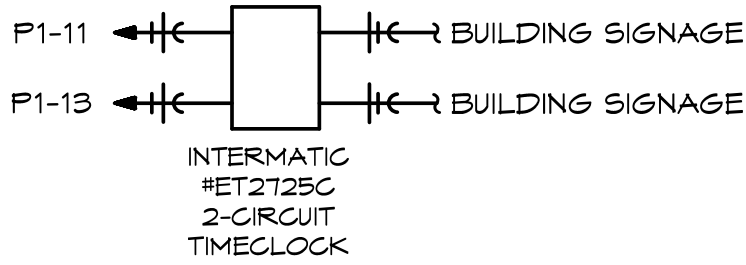 P1-11 BUILDING SIGNAGE
P1-13 BUILDING SIGNAGE
INTERMATIC
#ET2725C
2-CIRCUIT
TIMECLOCK